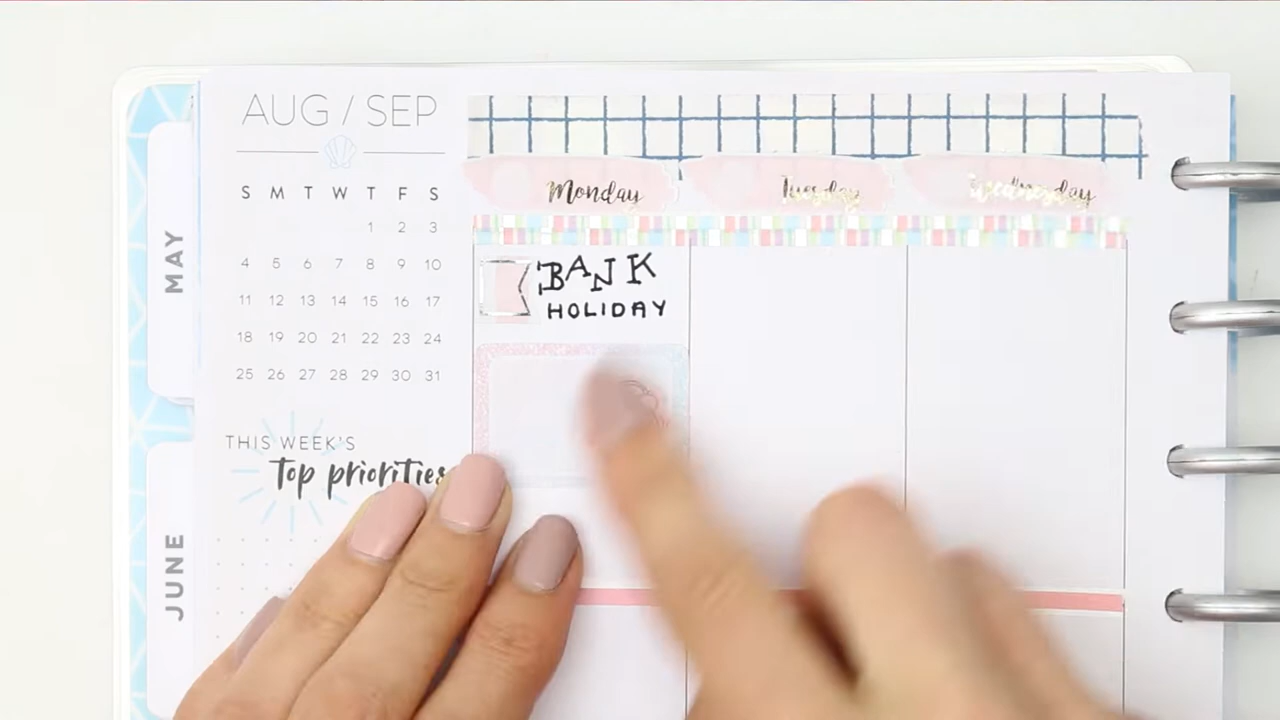 AUG / SEP
S M T W T F S
1 2 3
4 5 6 7 8 9 10
11 12 13 14 15 16 17
18 19 20 21 22 23 24
25 26 27 28 29 30 31
THIS WEEK'S
Top priorities
MAY
JUNE
Monday Tuesday Wednesday
BANK
HOLIDAY